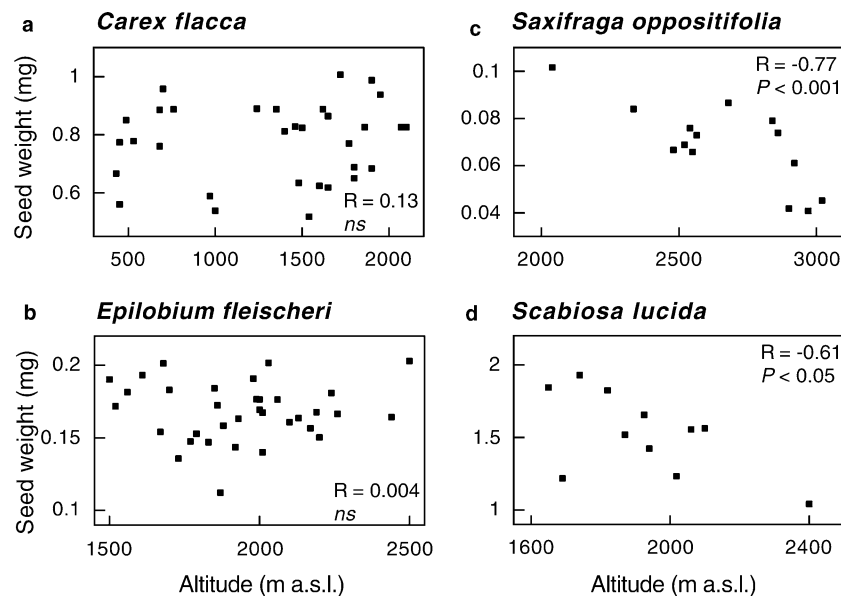 a Carex flacca
Seed weight (mg)
1
0.8
0.6
R = 0.13
ns
500 1000 1500 2000
c Saxifraga oppositifolia
0.1
0.08
0.06
0.04
R = -0.77
P < 0.001
2000 2500 3000
b Epilobium fleischeri
Seed weight (mg)
0.2
0.15
0.1
R = 0.004
ns
1500 2000 2500
Altitude (m a.s.l.)
d Scabiosa lucida
2
1.5
1
R = -0.61
P < 0.05
1600 2000 2400
Altitude (m a.s.l.)